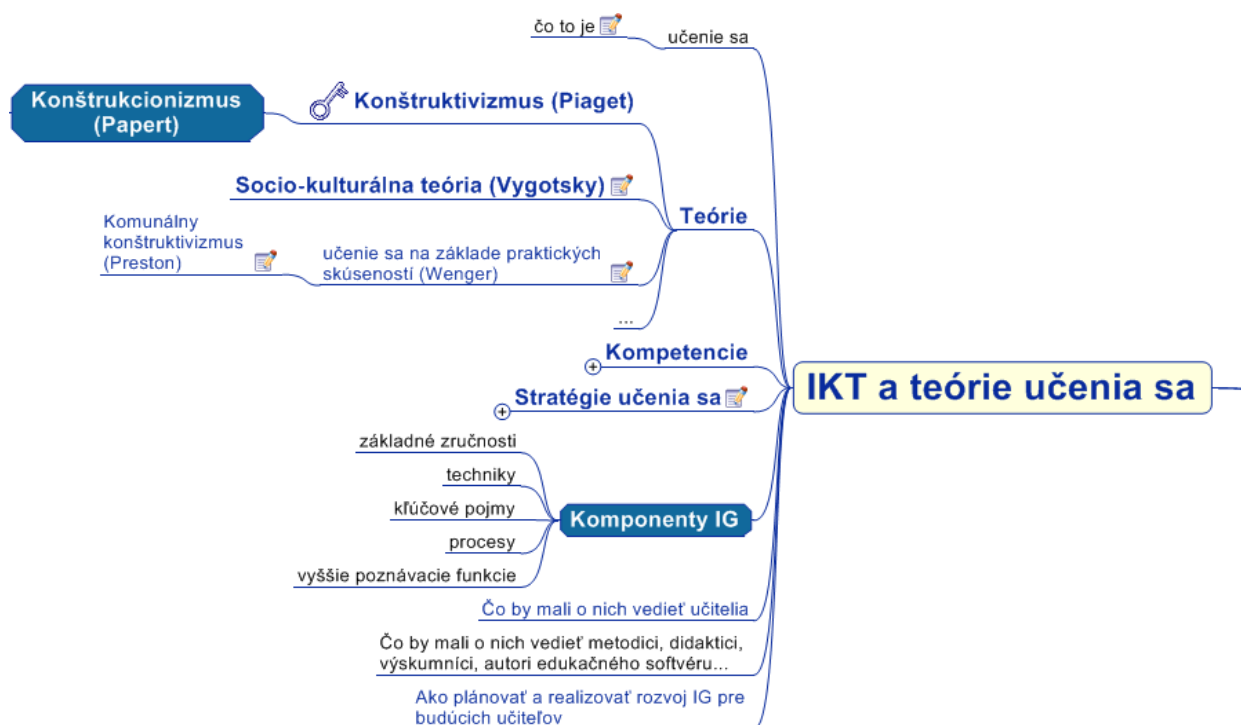 čo to je
učenie sa
Konštrukcionizmus
(Papert)
Konštruktivizmus (Piaget)
Socio-kulturálna teória (Vygotsky)
Teórie
Komunálny
konštruktivizmus
(Preston)
učenie sa na základe praktických
skúseností (Wenger)
...
Kompetencie
Stratégie učenia sa
IKT a teórie učenia sa
základné zručnosti
techniky
kľúčové pojmy
procesy
vyššie poznávacie funkcie
Komponenty IG
Čo by mali o nich vedieť učitelia
Čo by mali o nich vedieť metodici, didaktici,
výskumníci, autori edukačného softvéru...
Ako plánovať a realizovať rozvoj IG pre
budúcich učiteľov